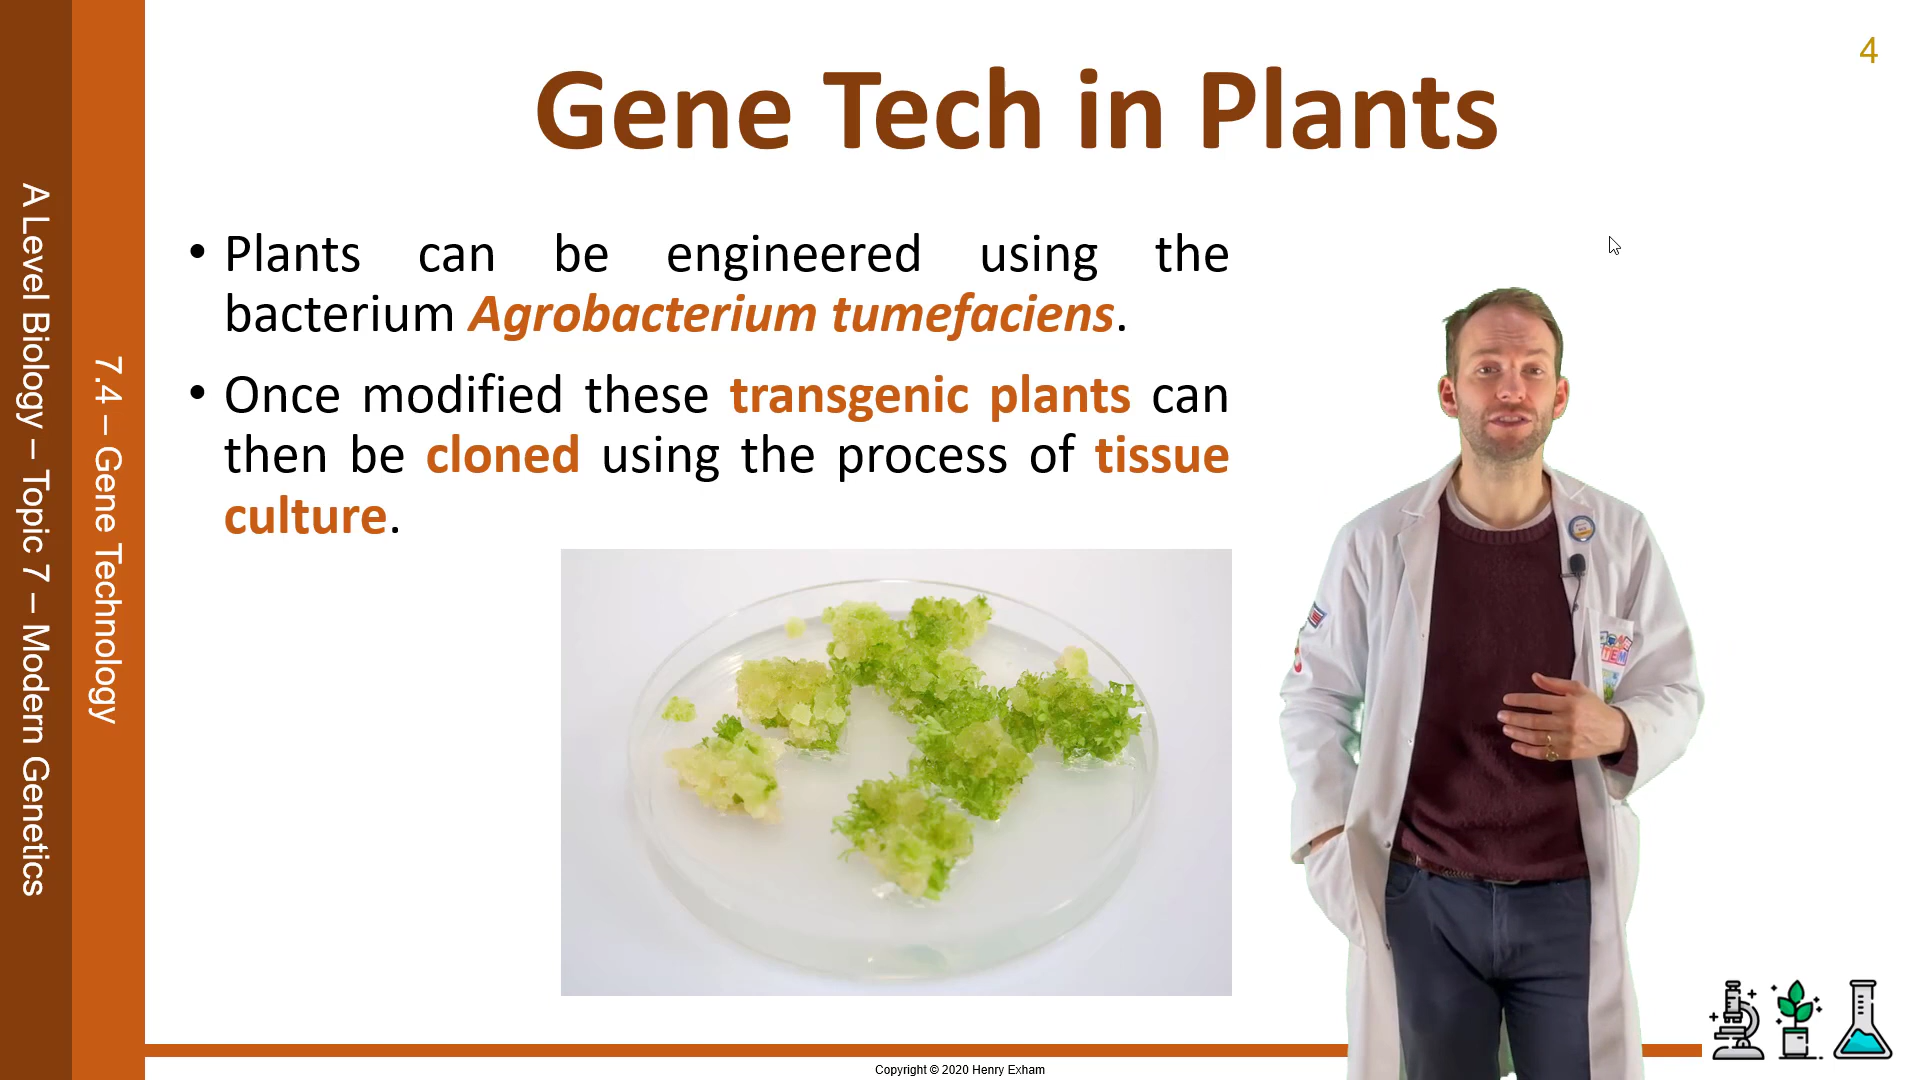 4
Gene Tech in Plants
• Plants can be engineered using the
bacterium Agrobacterium tumefaciens.
• Once modified these transgenic plants can
then be cloned using the process of tissue
culture.
A Level Biology – Topic 7 – Modern Genetics
7.4 – Gene Technology
STEM
Copyright © 2020 Henry Exham